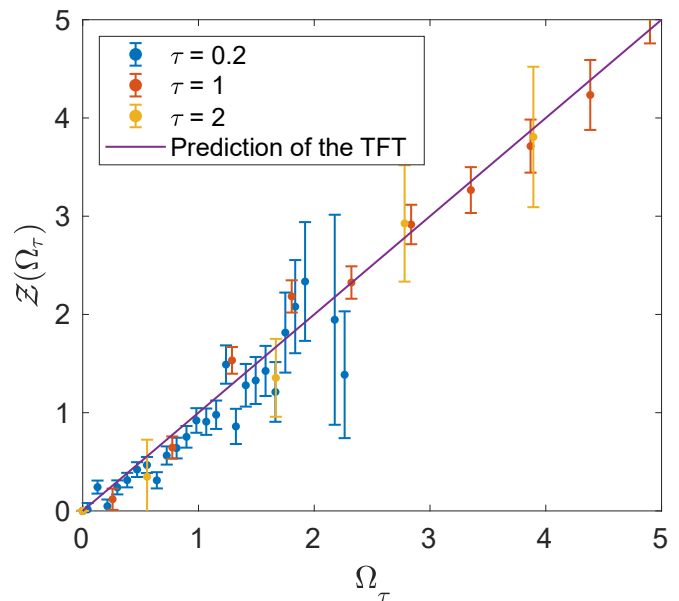 5
4
3
2
1
0
𝒵(Ω_τ)
τ = 0.2
τ = 1
τ = 2
Prediction of the TFT
0 1 2 3 4 5
Ω_τ